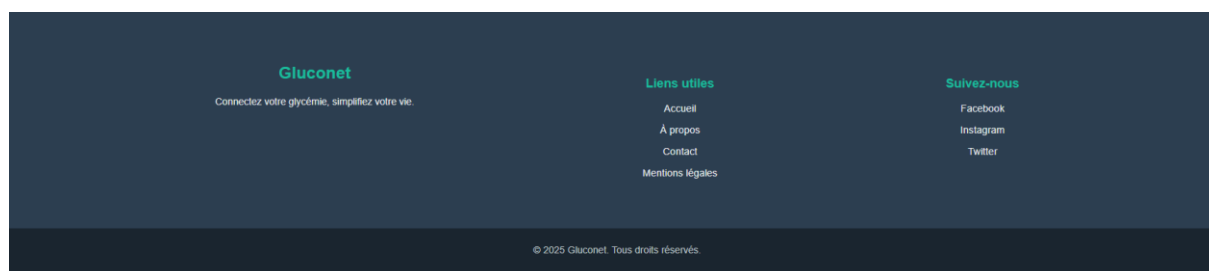 Gluconet
Connectez votre glycémie, simplifiez votre vie.
Liens utiles
Accueil
À propos
Contact
Mentions légales
Suivez-nous
Facebook
Instagram
Twitter
© 2025 Gluconet. Tous droits réservés.